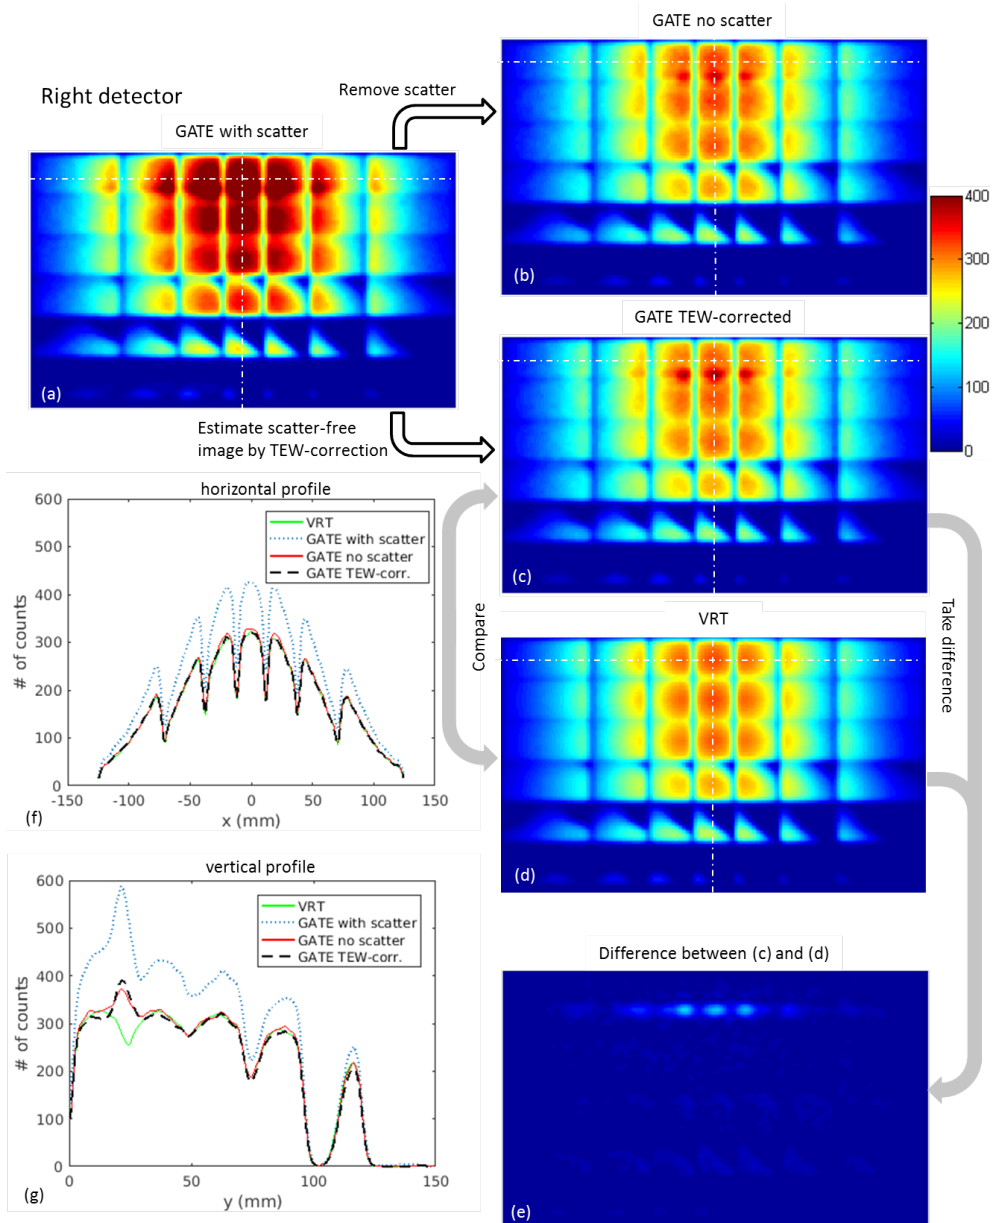 GATE no scatter
Right detector
Remove scatter
GATE with scatter
(a)
(b)
400
300
200
100
0
GATE TEW-corrected
Estimate scatter-free
image by TEW-correction
(c)
horizontal profile
600
500
400
300
200
100
0
# of counts
VRT
GATE with scatter
GATE no scatter
GATE TEW-corr.
-150 -100 -50 0 50 100 150
x (mm)
(f)
Compare
Take difference
VRT
(d)
vertical profile
600
500
400
300
200
100
0
# of counts
VRT
GATE with scatter
GATE no scatter
GATE TEW-corr.
0 50 100 150
y (mm)
(g)
Difference between (c) and (d)
(e)